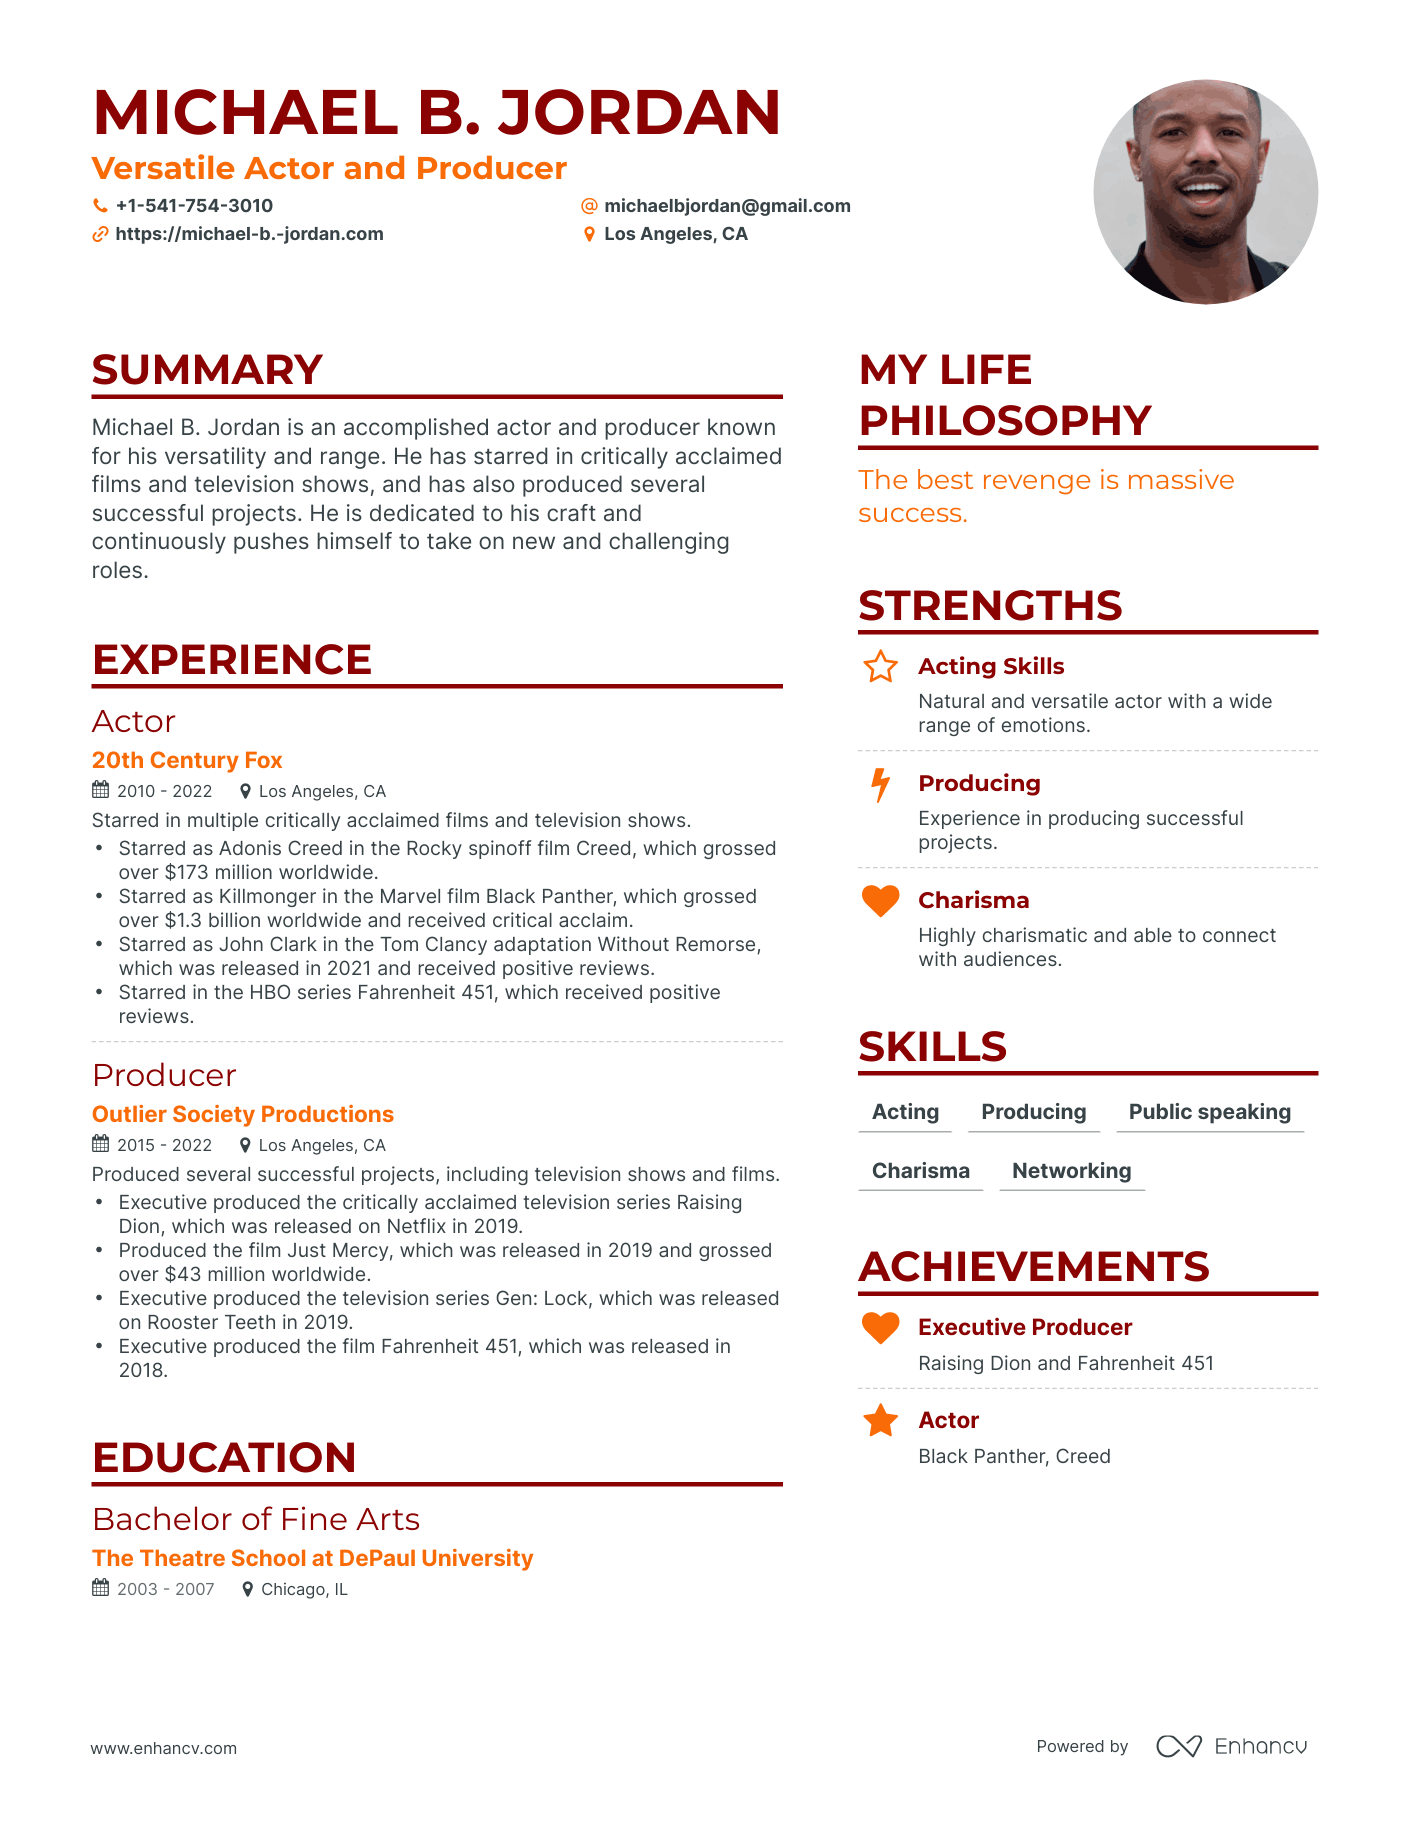 MICHAEL B. JORDAN
Versatile Actor and Producer
+1-541-754-3010
michaelbjordan@gmail.com
https://michael-b.-jordan.com
Los Angeles, CA
SUMMARY
Michael B. Jordan is an accomplished actor and producer known
for his versatility and range. He has starred in critically acclaimed
films and television shows, and has also produced several
successful projects. He is dedicated to his craft and
continuously pushes himself to take on new and challenging
roles.
EXPERIENCE
Actor
20th Century Fox
2010 - 2022 Los Angeles, CA
Starred in multiple critically acclaimed films and television shows.
• Starred as Adonis Creed in the Rocky spinoff film Creed, which grossed
over $173 million worldwide.
• Starred as Killmonger in the Marvel film Black Panther, which grossed
over $1.3 billion worldwide and received critical acclaim.
• Starred as John Clark in the Tom Clancy adaptation Without Remorse,
which was released in 2021 and received positive reviews.
• Starred in the HBO series Fahrenheit 451, which received positive
reviews.
Producer
Outlier Society Productions
2015 - 2022 Los Angeles, CA
Produced several successful projects, including television shows and films.
• Executive produced the critically acclaimed television series Raising
Dion, which was released on Netflix in 2019.
• Produced the film Just Mercy, which was released in 2019 and grossed
over $43 million worldwide.
• Executive produced the television series Gen: Lock, which was released
on Rooster Teeth in 2019.
• Executive produced the film Fahrenheit 451, which was released in
2018.
EDUCATION
Bachelor of Fine Arts
The Theatre School at DePaul University
2003 - 2007 Chicago, IL
MY LIFE
PHILOSOPHY
The best revenge is massive
success.
STRENGTHS
Acting Skills
Natural and versatile actor with a wide
range of emotions.
Producing
Experience in producing successful
projects.
Charisma
Highly charismatic and able to connect
with audiences.
SKILLS
Acting Producing Public speaking
Charisma Networking
ACHIEVEMENTS
Executive Producer
Raising Dion and Fahrenheit 451
Actor
Black Panther, Creed
www.enhancv.com
Powered by Enhancv